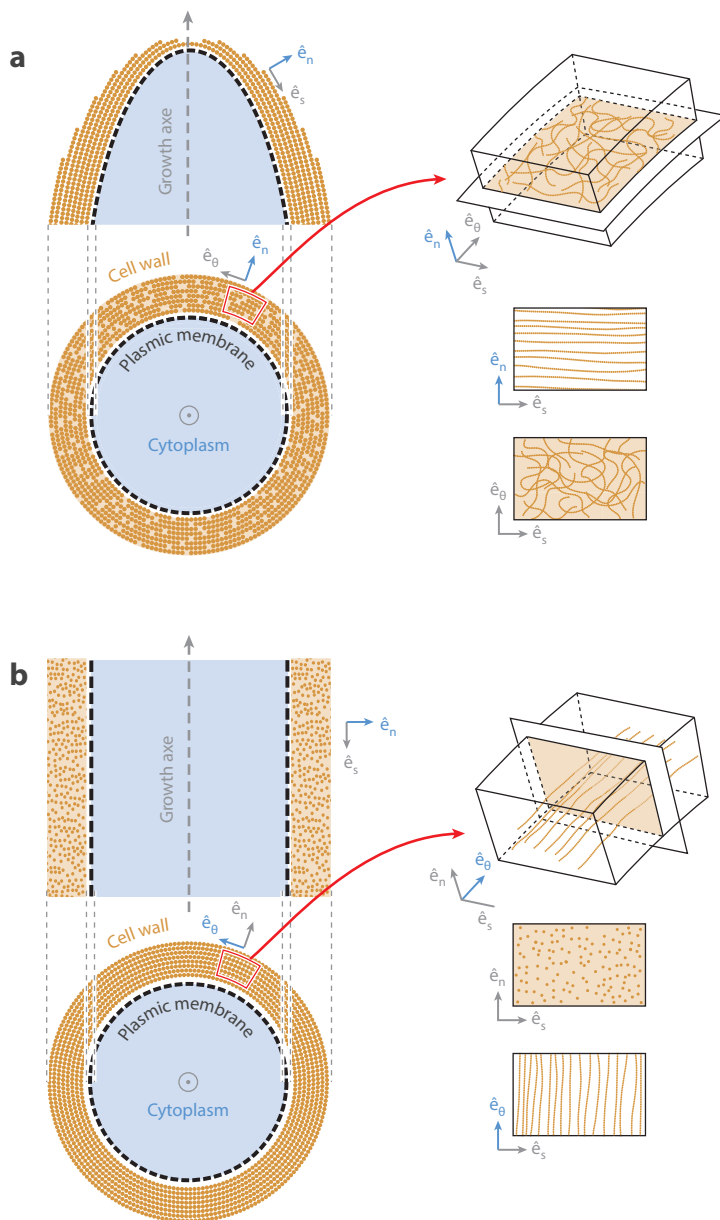 a
Growth axe
ê_n
ê_s
Cell wall
ê_θ
ê_n
Plasmic membrane
Cytoplasm
ê_n
ê_θ
ê_s
ê_n
ê_s
ê_θ
ê_s
b
Growth axe
ê_n
ê_s
Cell wall
ê_θ
ê_n
Plasmic membrane
Cytoplasm
ê_n
ê_θ
ê_s
ê_n
ê_s
ê_θ
ê_s